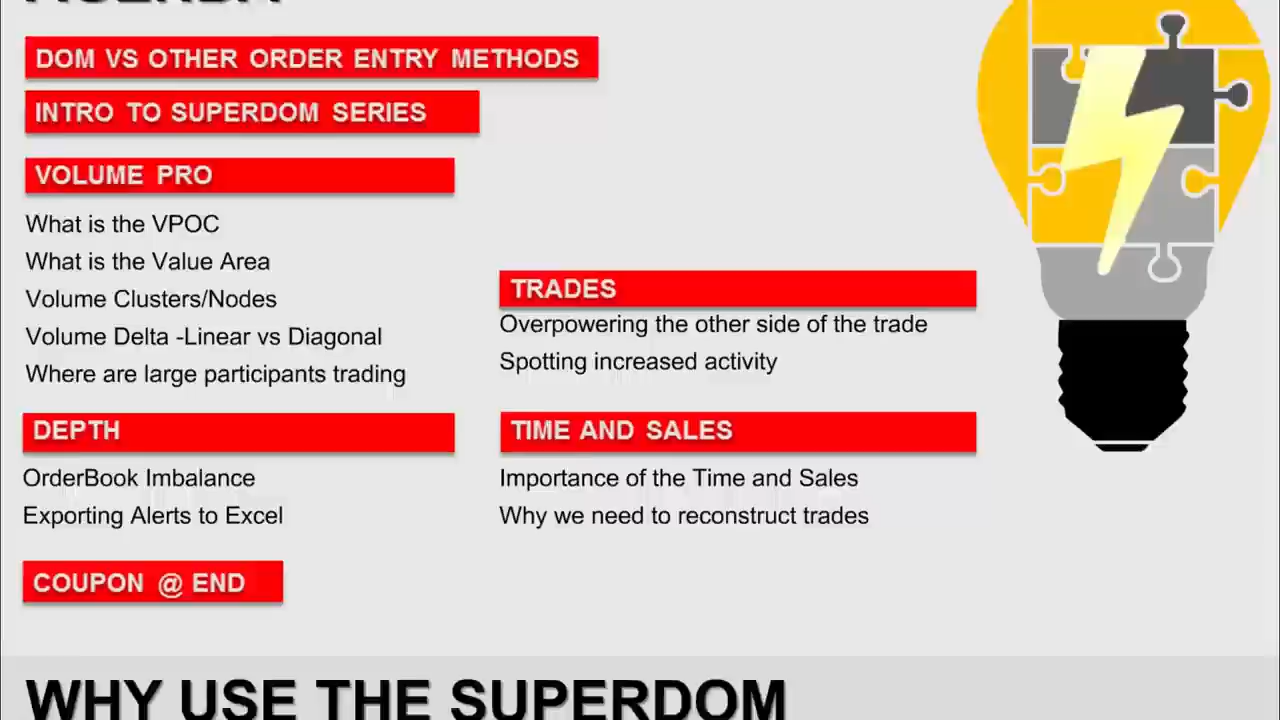 AGENDA
DOM VS OTHER ORDER ENTRY METHODS
INTRO TO SUPERDOM SERIES
VOLUME PRO
What is the VPOC
What is the Value Area
Volume Clusters/Nodes
Volume Delta -Linear vs Diagonal
Where are large participants trading
TRADES
Overpowering the other side of the trade
Spotting increased activity
DEPTH
OrderBook Imbalance
Exporting Alerts to Excel
TIME AND SALES
Importance of the Time and Sales
Why we need to reconstruct trades
COUPON @ END
WHY USE THE SUPERDOM